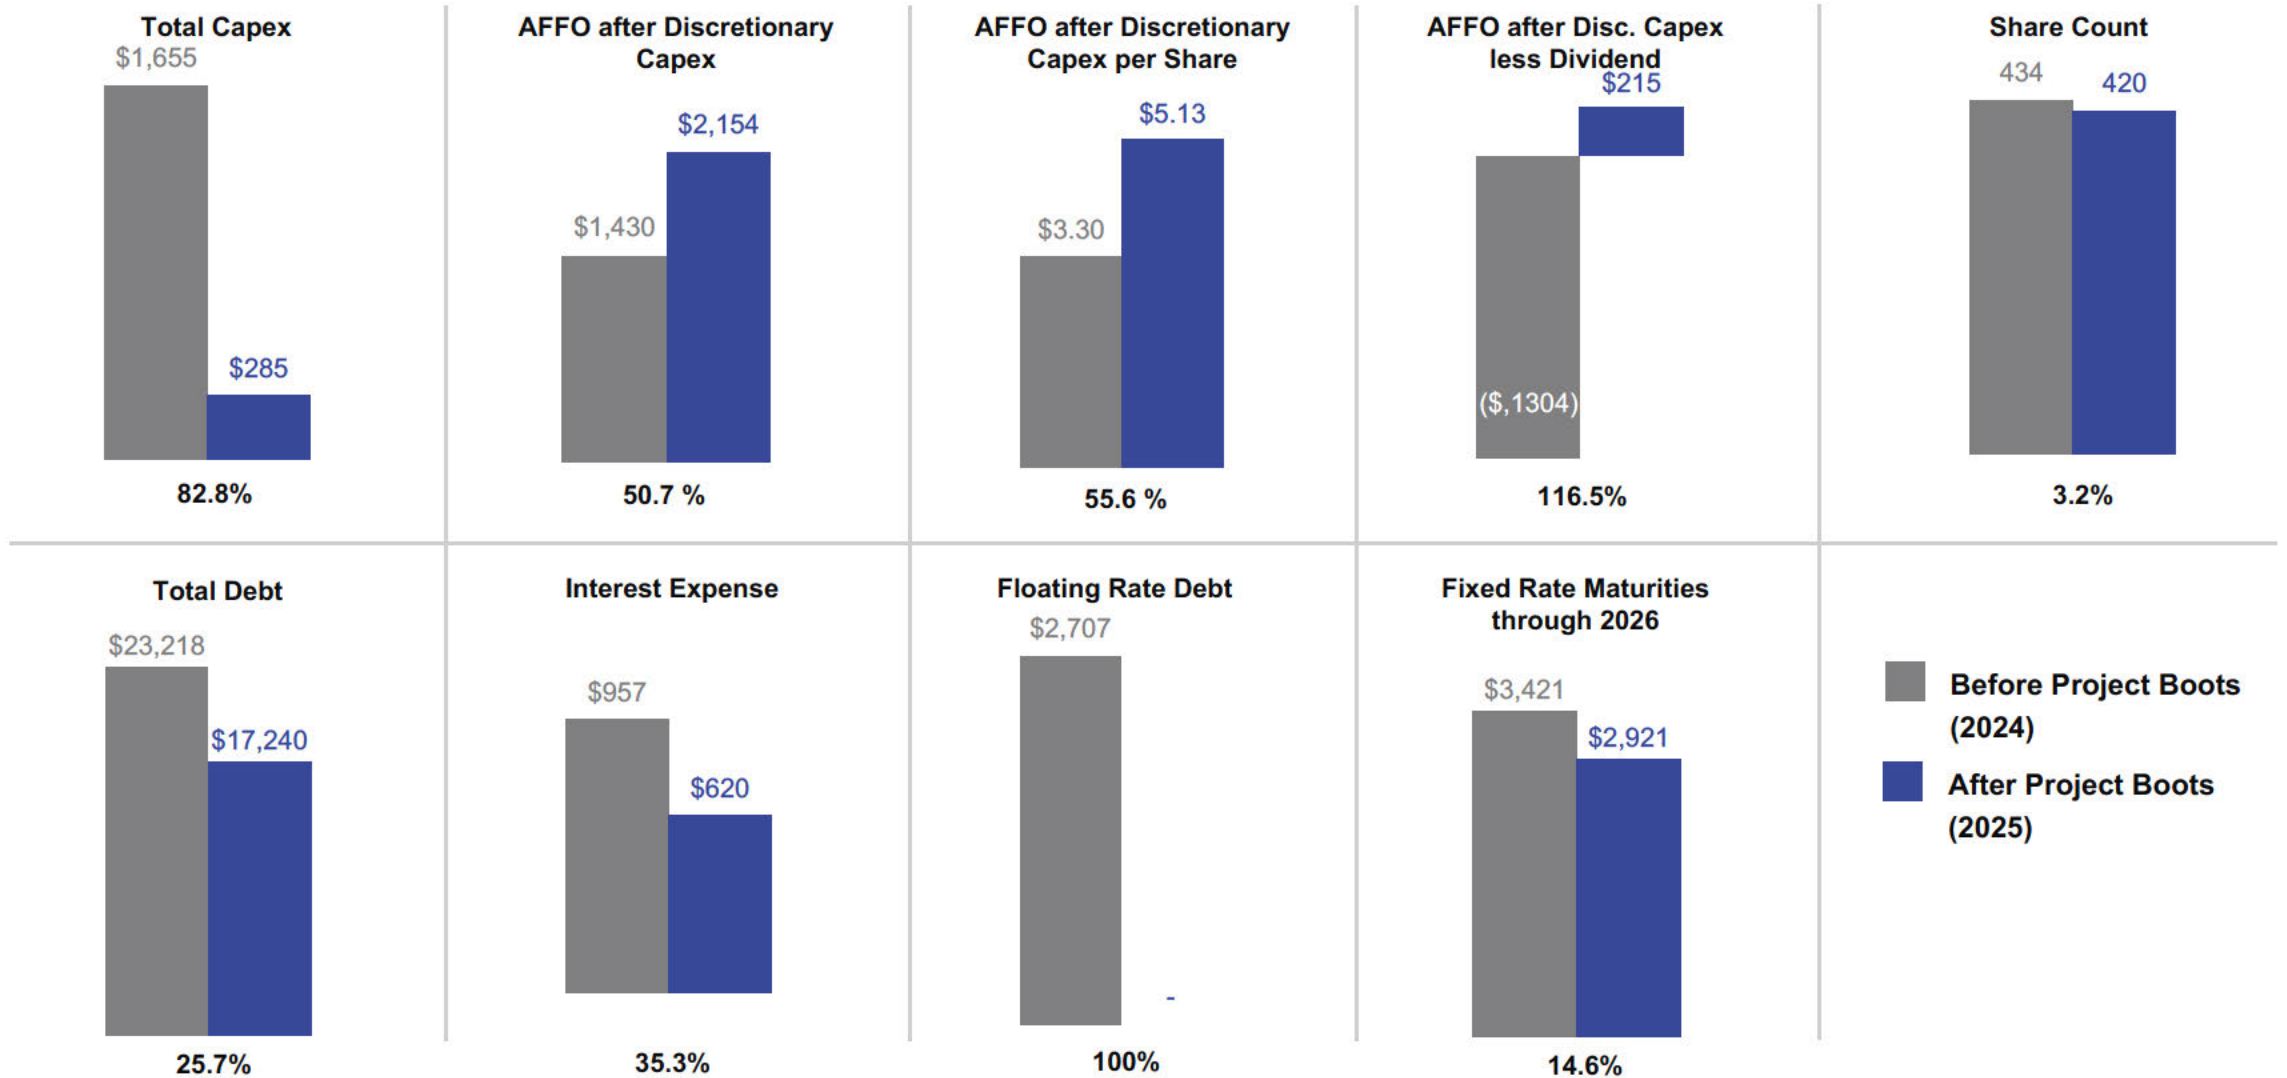 Total Capex
$1,655
$285
82.8%
AFFO after Discretionary
Capex
$2,154
$1,430
50.7 %
AFFO after Discretionary
Capex per Share
$5.13
$3.30
55.6 %
AFFO after Disc. Capex
less Dividend
$215
($,1304)
116.5%
Share Count
434
420
3.2%
Total Debt
$23,218
$17,240
25.7%
Interest Expense
$957
$620
35.3%
Floating Rate Debt
$2,707
-
100%
Fixed Rate Maturities
through 2026
$3,421
$2,921
14.6%
Before Project Boots
(2024)
After Project Boots
(2025)